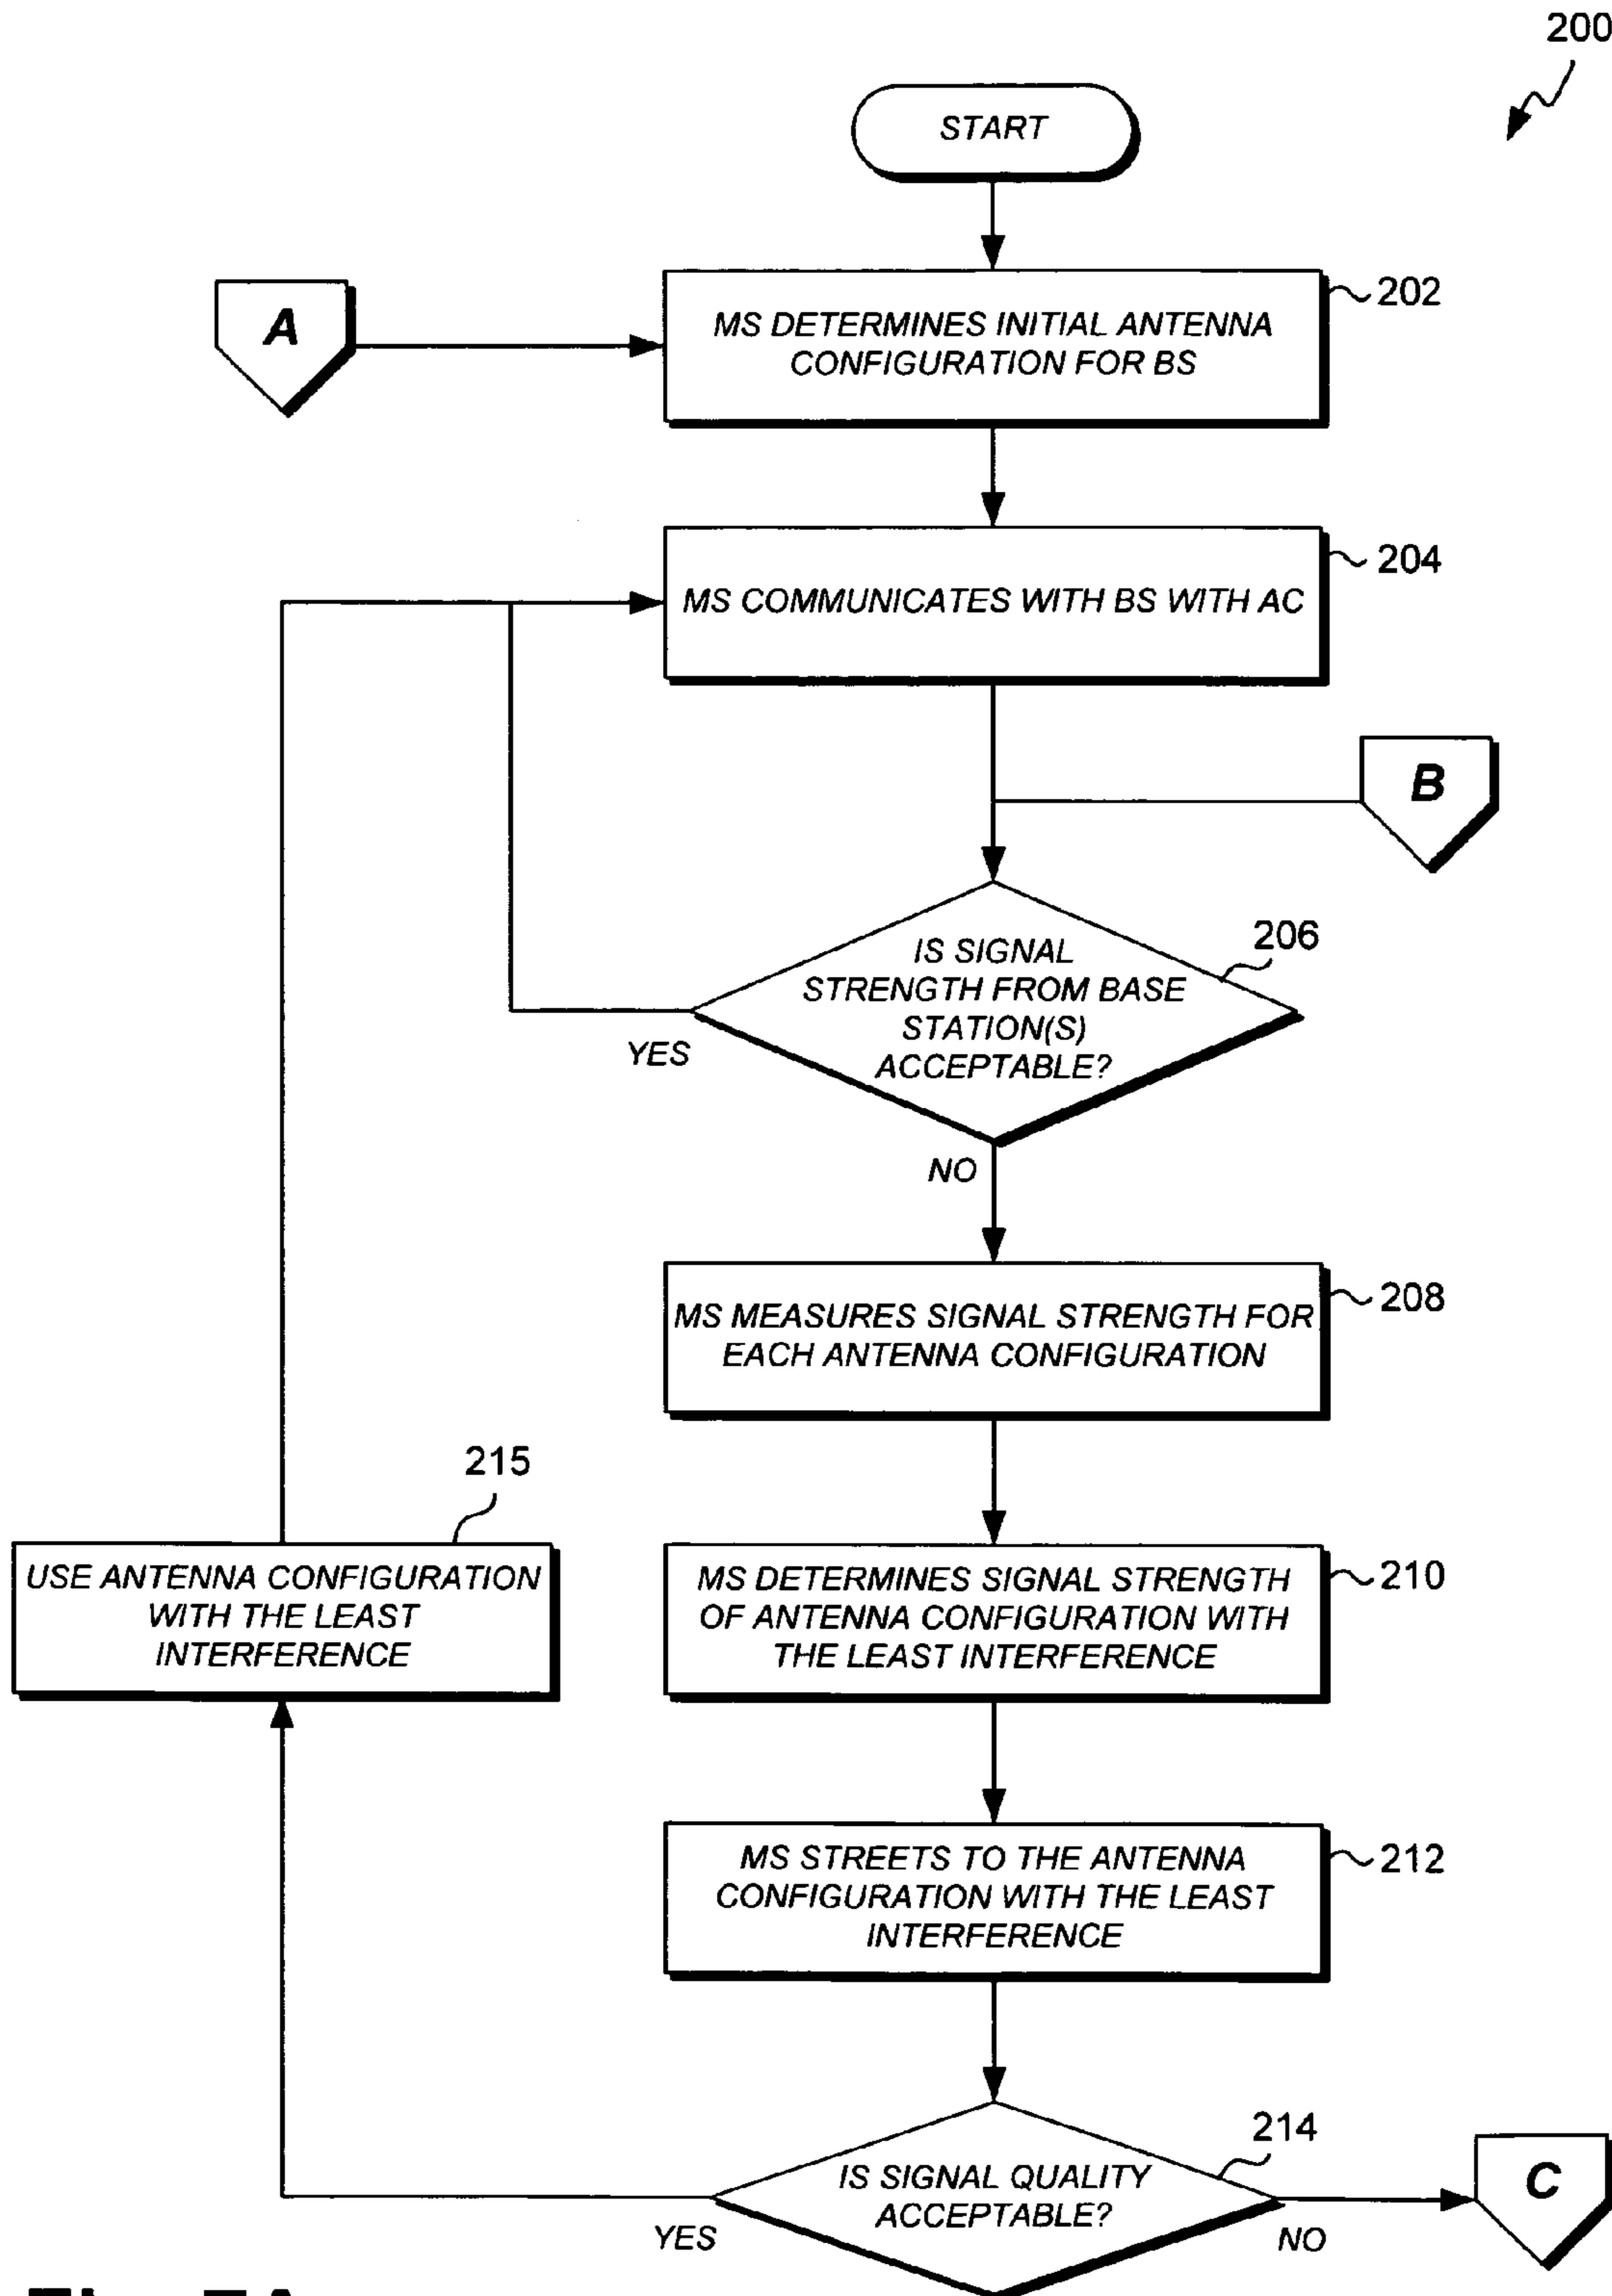 200
START
A
202
MS DETERMINES INITIAL ANTENNA
CONFIGURATION FOR BS
204
MS COMMUNICATES WITH BS WITH AC
B
206
IS SIGNAL
STRENGTH FROM BASE
STATION(S)
ACCEPTABLE?
YES
NO
208
MS MEASURES SIGNAL STRENGTH FOR
EACH ANTENNA CONFIGURATION
215
USE ANTENNA CONFIGURATION
WITH THE LEAST
INTERFERENCE
210
MS DETERMINES SIGNAL STRENGTH
OF ANTENNA CONFIGURATION WITH
THE LEAST INTERFERENCE
212
MS STREETS TO THE ANTENNA
CONFIGURATION WITH THE LEAST
INTERFERENCE
214
IS SIGNAL QUALITY
ACCEPTABLE?
YES
NO
C